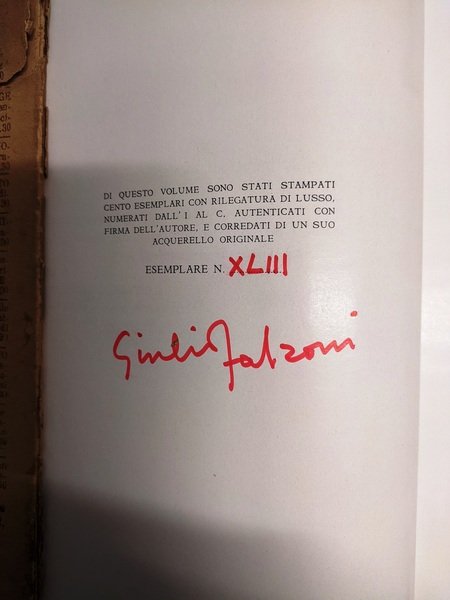 DI QUESTO VOLUME SONO STATI STAMPATI
CENTO ESEMPLARI CON RILEGATURA DI LUSSO,
NUMERATI DALL'I AL C, AUTENTICATI CON
FIRMA DELL'AUTORE, E CORREDATI DI UN SUO
ACQUERELLO ORIGINALE
ESEMPLARE N. XLIII
Giulio Falzoni